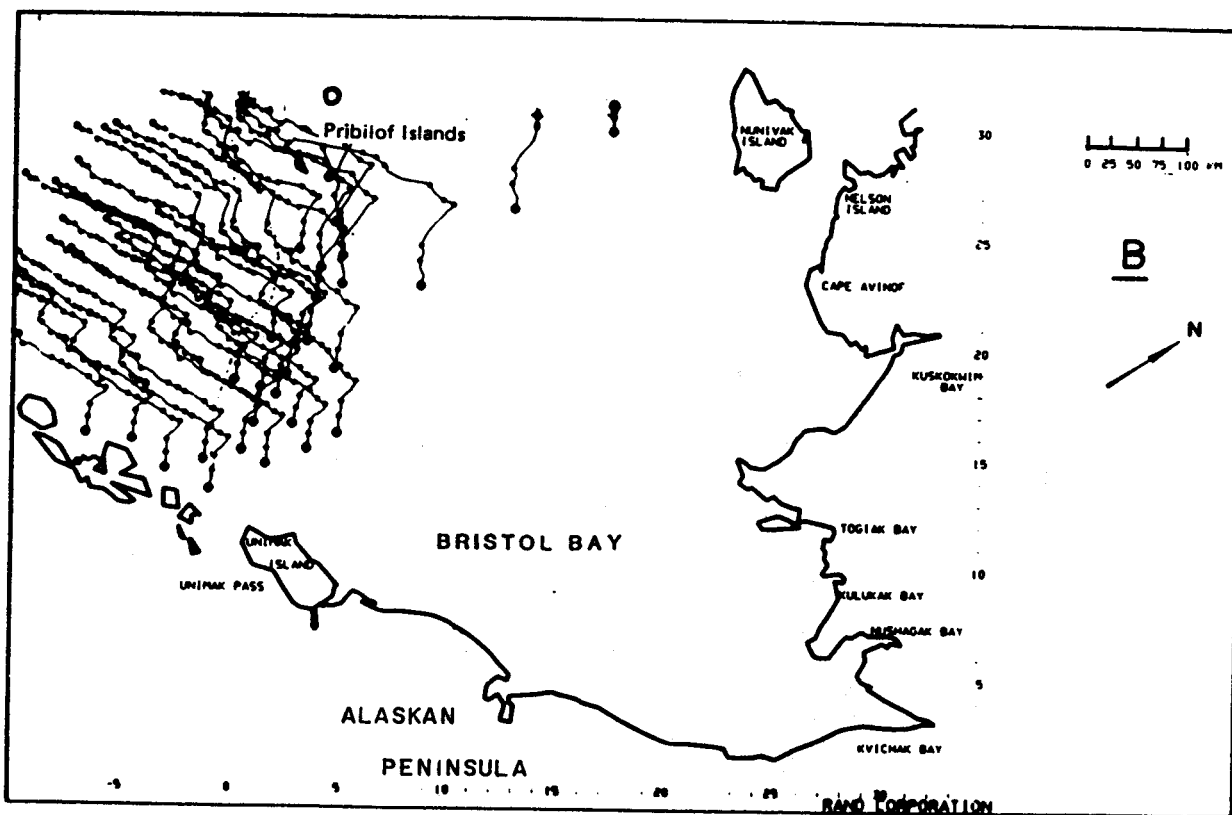 Pribilof Islands
NUNIVAK
ISLAND
30
0 25 50 75 100 KM
NELSON
ISLAND
25
B
CAPE AVINOF
N
20
KUSKOKWIM
BAY
15
BRISTOL BAY
TOGIAK BAY
UNIMAK
ISLAND
UNIMAK PASS
10
KULUKAK BAY
NUSHAGAK BAY
5
ALASKAN
PENINSULA
KVICHAK BAY
-5 0 5 10 15 20 25 30
RAND CORPORATION